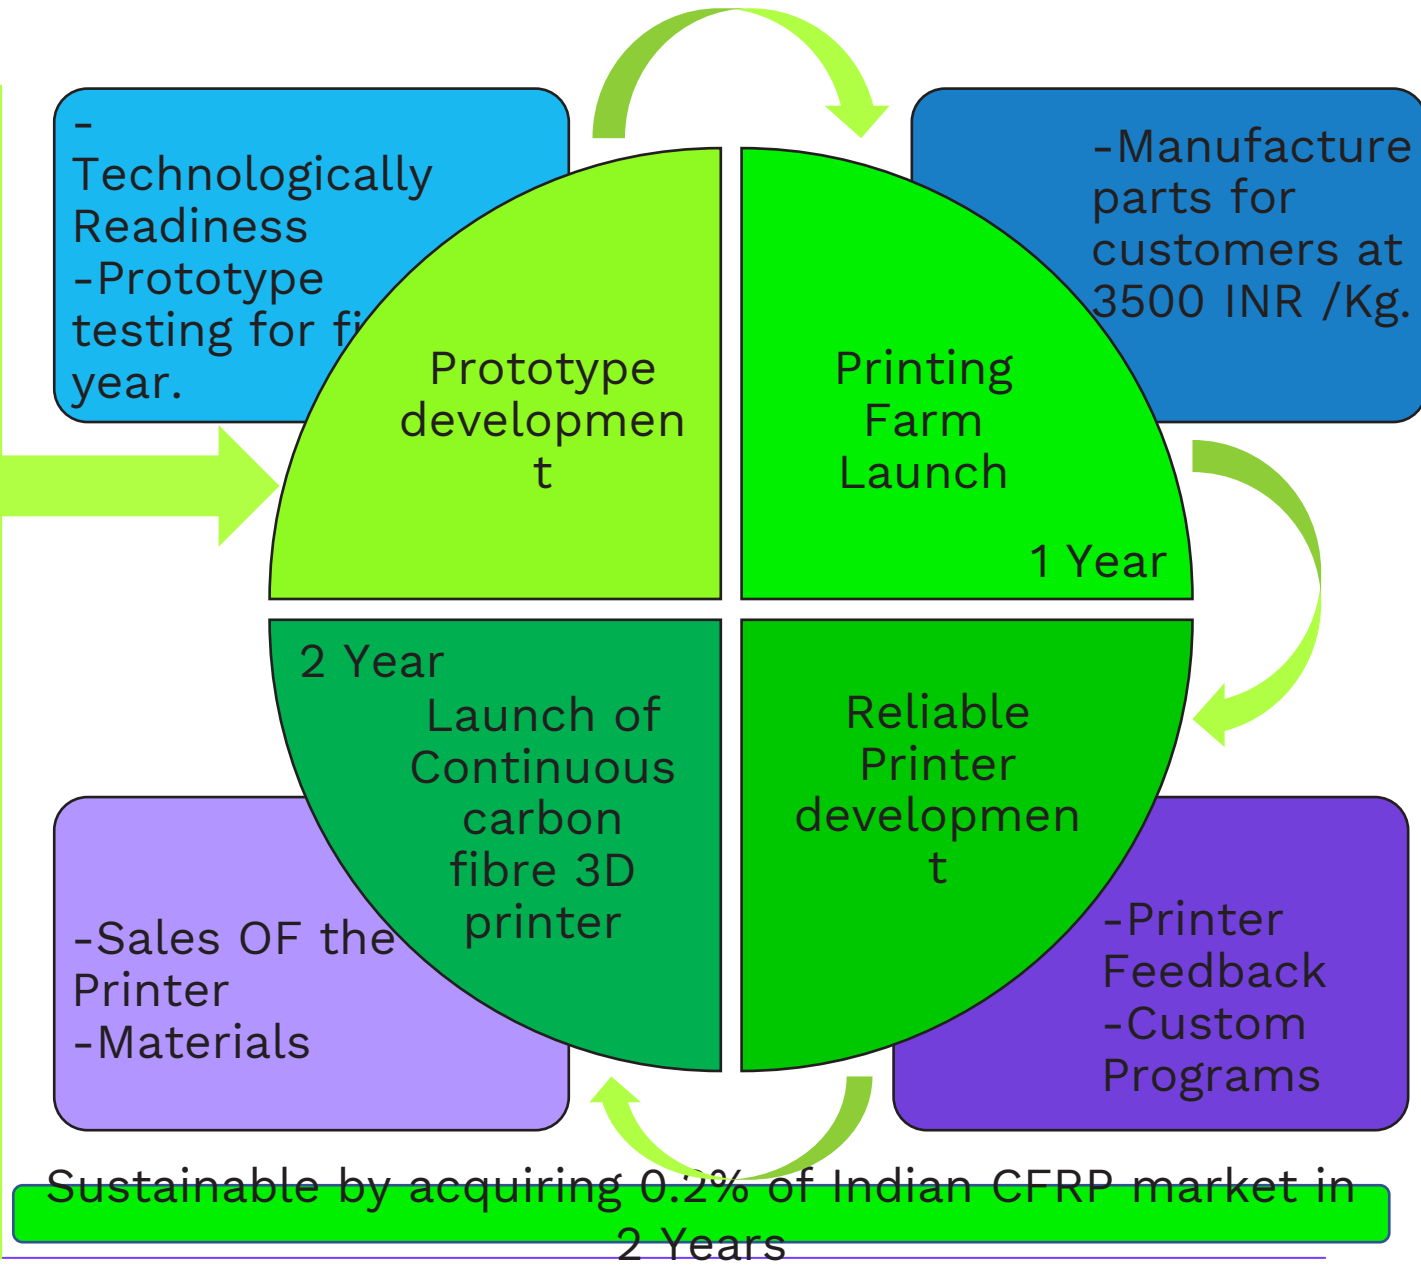 -
Technologically
Readiness
-Prototype
testing for
year.
Prototype
developmen
t
Printing
Farm
Launch
1 Year
-Manufacture
parts for
customers at
3500 INR /Kg.
2 Year
Launch of
Continuous
carbon
fibre 3D
printer
Reliable
Printer
developmen
t
-Sales OF the
Printer
-Materials
-Printer
Feedback
-Custom
Programs
Sustainable by acquiring 0.2% of Indian CFRP market in
2 Years